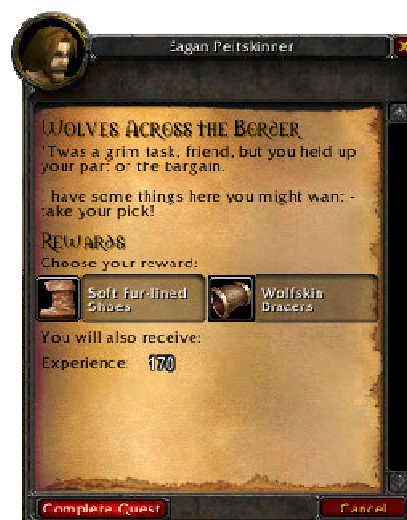 Eagan Peltskinner
Wolves Across the Border
'Twas a grim task, friend, but you held up
your part of the bargain.
I have some things here you might want -
take your pick!
Rewards
Choose your reward:
Soft Fur-lined
Shoes
Wolfskin
Bracers
You will also receive:
Experience: 170
Complete Quest
Cancel